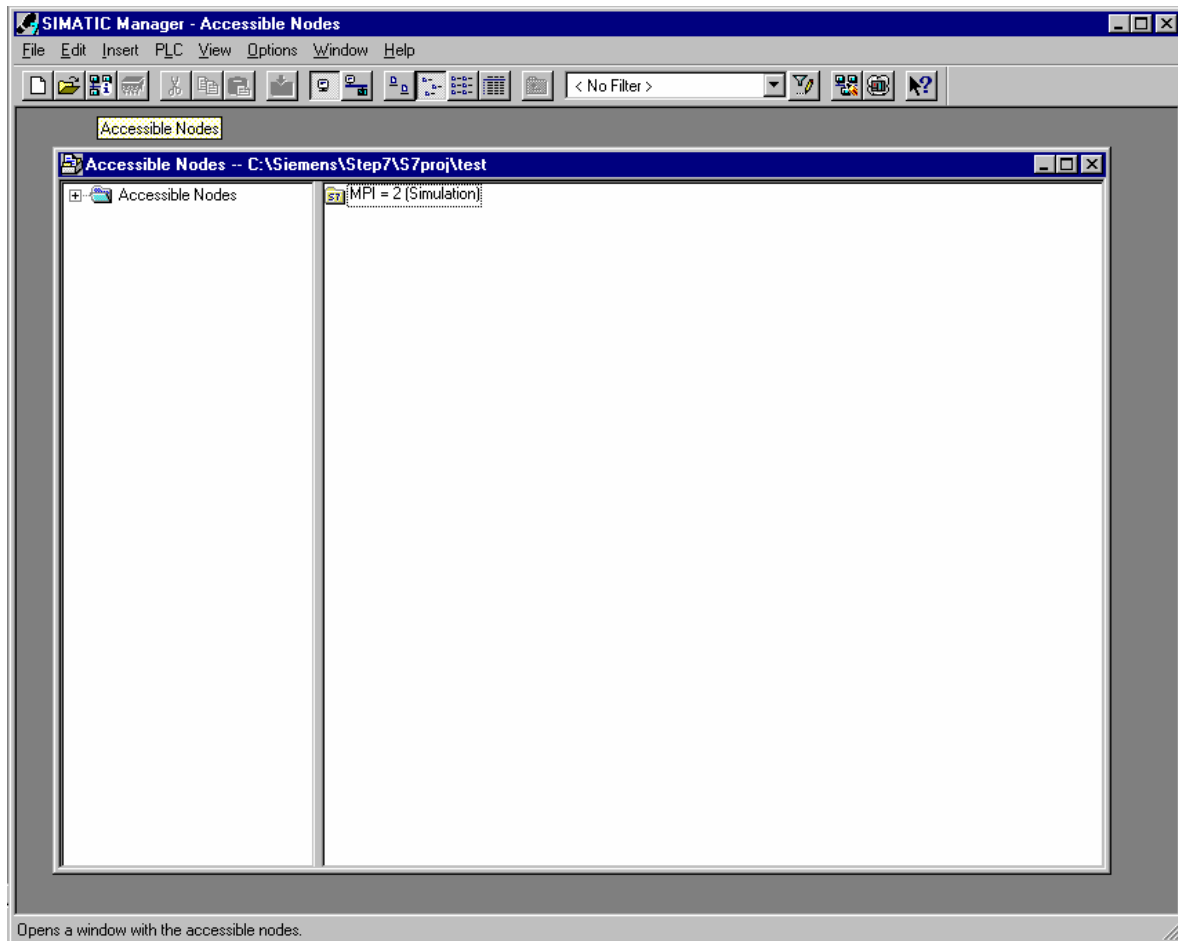 SIMATIC Manager - Accessible Nodes
File Edit Insert PLC View Options Window Help
< No Filter >
Accessible Nodes
Accessible Nodes -- C:\Siemens\Step7\S7proj\test
Accessible Nodes
S7 MPI = 2 (Simulation)
Opens a window with the accessible nodes.